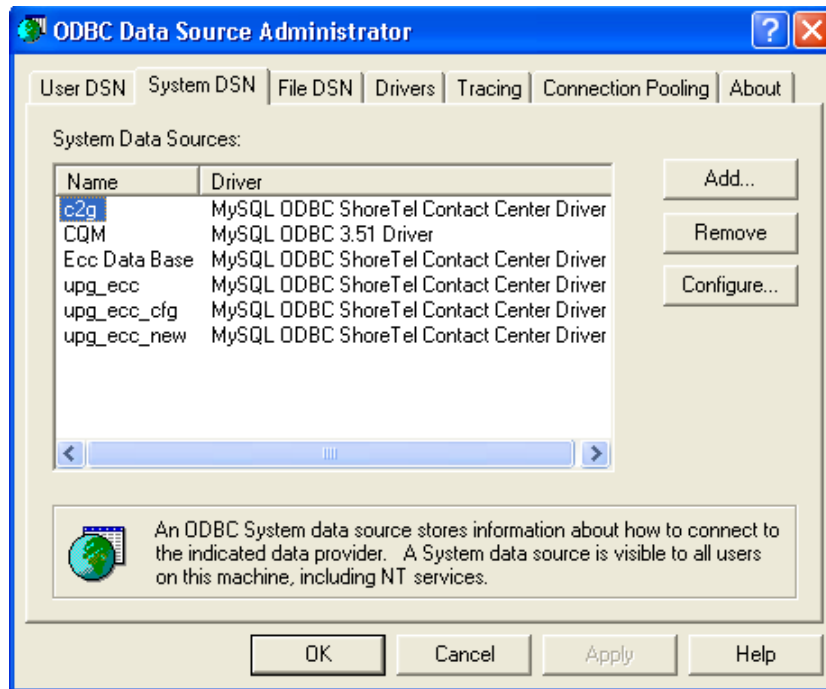 ODBC Data Source Administrator
User DSN System DSN File DSN Drivers Tracing Connection Pooling About
System Data Sources:
Name Driver
c2g MySQL ODBC ShoreTel Contact Center Driver
CQM MySQL ODBC 3.51 Driver
Ecc Data Base MySQL ODBC ShoreTel Contact Center Driver
upg_ecc MySQL ODBC ShoreTel Contact Center Driver
upg_ecc_cfg MySQL ODBC ShoreTel Contact Center Driver
upg_ecc_new MySQL ODBC ShoreTel Contact Center Driver
Add...
Remove
Configure...
An ODBC System data source stores information about how to connect to
the indicated data provider. A System data source is visible to all users
on this machine, including NT services.
OK Cancel Apply Help